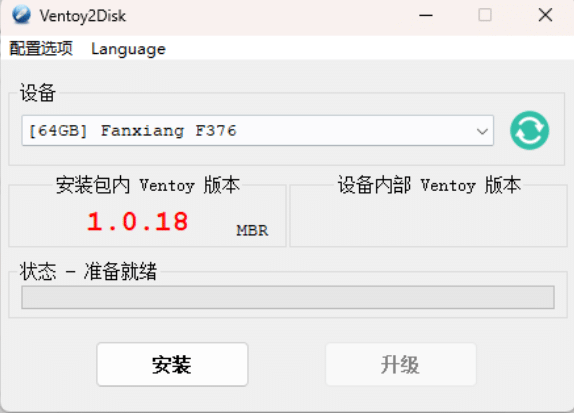 Ventoy2Disk
配置选项 Language
设备
[64GB] Fanxiang F376
安装包内 Ventoy 版本
1.0.18 MBR
设备内部 Ventoy 版本
状态 - 准备就绪
安装 升级